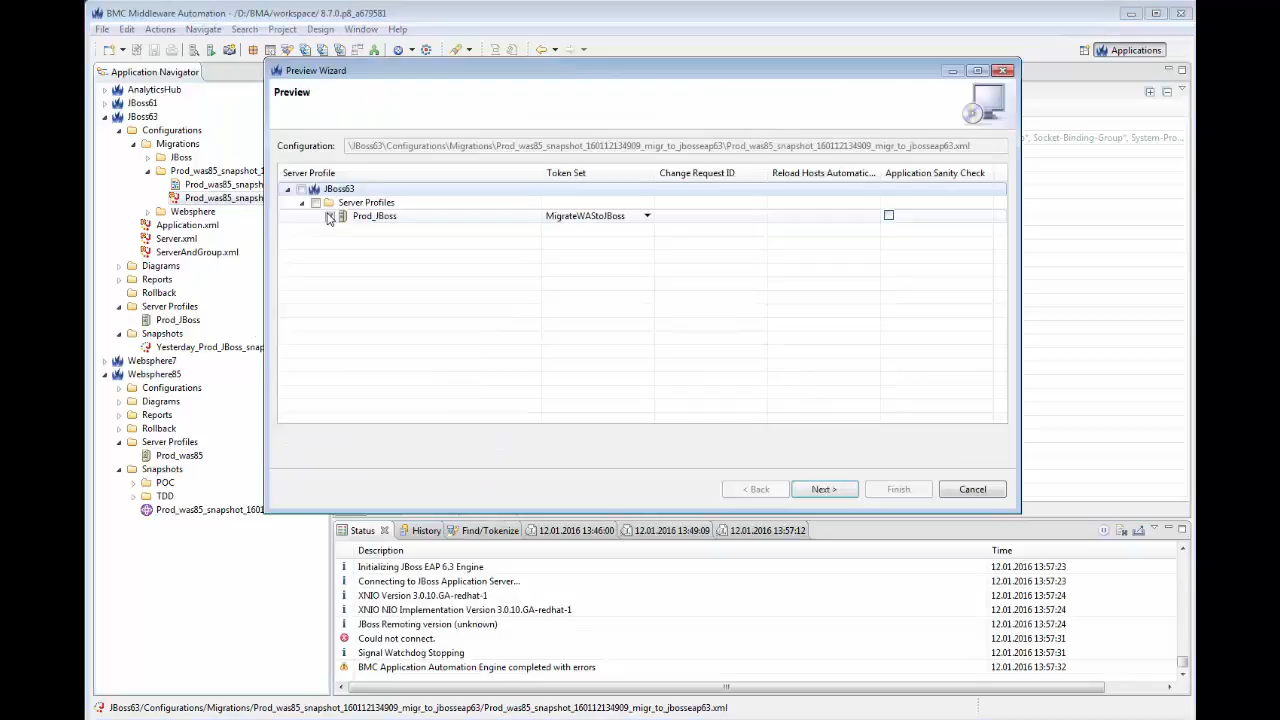 BMC Middleware Automation - /D:/BMA/workspace/ 8.7.0.p8_a679581
File Edit Actions Navigate Search Project Design Window Help
Applications
Application Navigator
AnalyticsHub
JBoss61
JBoss63
Configurations
Migrations
JBoss
Prod_was85_snapshot_1
Prod_was85_snapsh
Prod_was85_snapsh
Websphere
Application.xml
Server.xml
ServerAndGroup.xml
Diagrams
Reports
Rollback
Server Profiles
Prod_JBoss
Snapshots
Yesterday_Prod_JBoss_snap
Websphere7
Websphere85
Configurations
Diagrams
Reports
Rollback
Server Profiles
Prod_was85
Snapshots
POC
TDD
Prod_was85_snapshot_1601
Preview Wizard
Preview
Configuration: \JBoss63\Configurations\Migrations\Prod_was85_snapshot_160112134909_migr_to_jbosseap63\Prod_was85_snapshot_160112134909_migr_to_jbosseap63.xml
Server Profile Token Set Change Request ID Reload Hosts Automatic... Application Sanity Check
JBoss63
Server Profiles
Prod_JBoss MigrateWAStoJBoss
< Back Next > Finish Cancel
p", Socket-Binding-Group", System-Pro
Status History Find/Tokenize 12.01.2016 13:46:00 12.01.2016 13:49:09 12.01.2016 13:57:12
Description Time
Initializing JBoss EAP 6.3 Engine 12.01.2016 13:57:23
Connecting to JBoss Application Server... 12.01.2016 13:57:23
XNIO Version 3.0.10.GA-redhat-1 12.01.2016 13:57:24
XNIO NIO Implementation Version 3.0.10.GA-redhat-1 12.01.2016 13:57:24
JBoss Remoting version (unknown) 12.01.2016 13:57:24
Could not connect. 12.01.2016 13:57:31
Signal Watchdog Stopping 12.01.2016 13:57:31
BMC Application Automation Engine completed with errors 12.01.2016 13:57:32
JBoss63/Configurations/Migrations/Prod_was85_snapshot_160112134909_migr_to_jbosseap63/Prod_was85_snapshot_160112134909_migr_to_jbosseap63.xml